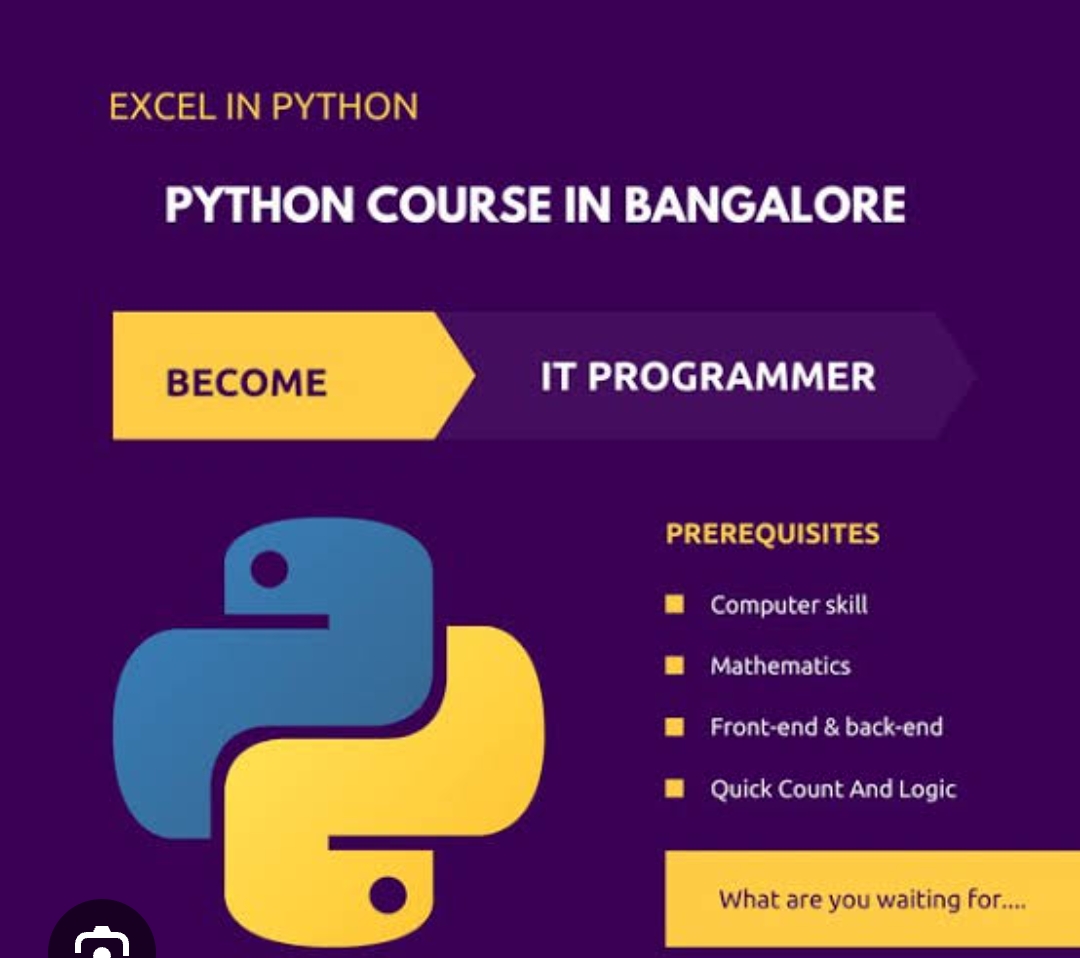 EXCEL IN PYTHON
PYTHON COURSE IN BANGALORE
BECOME
IT PROGRAMMER
PREREQUISITES
Computer skill
Mathematics
Front-end & back-end
Quick Count And Logic
What are you waiting for....